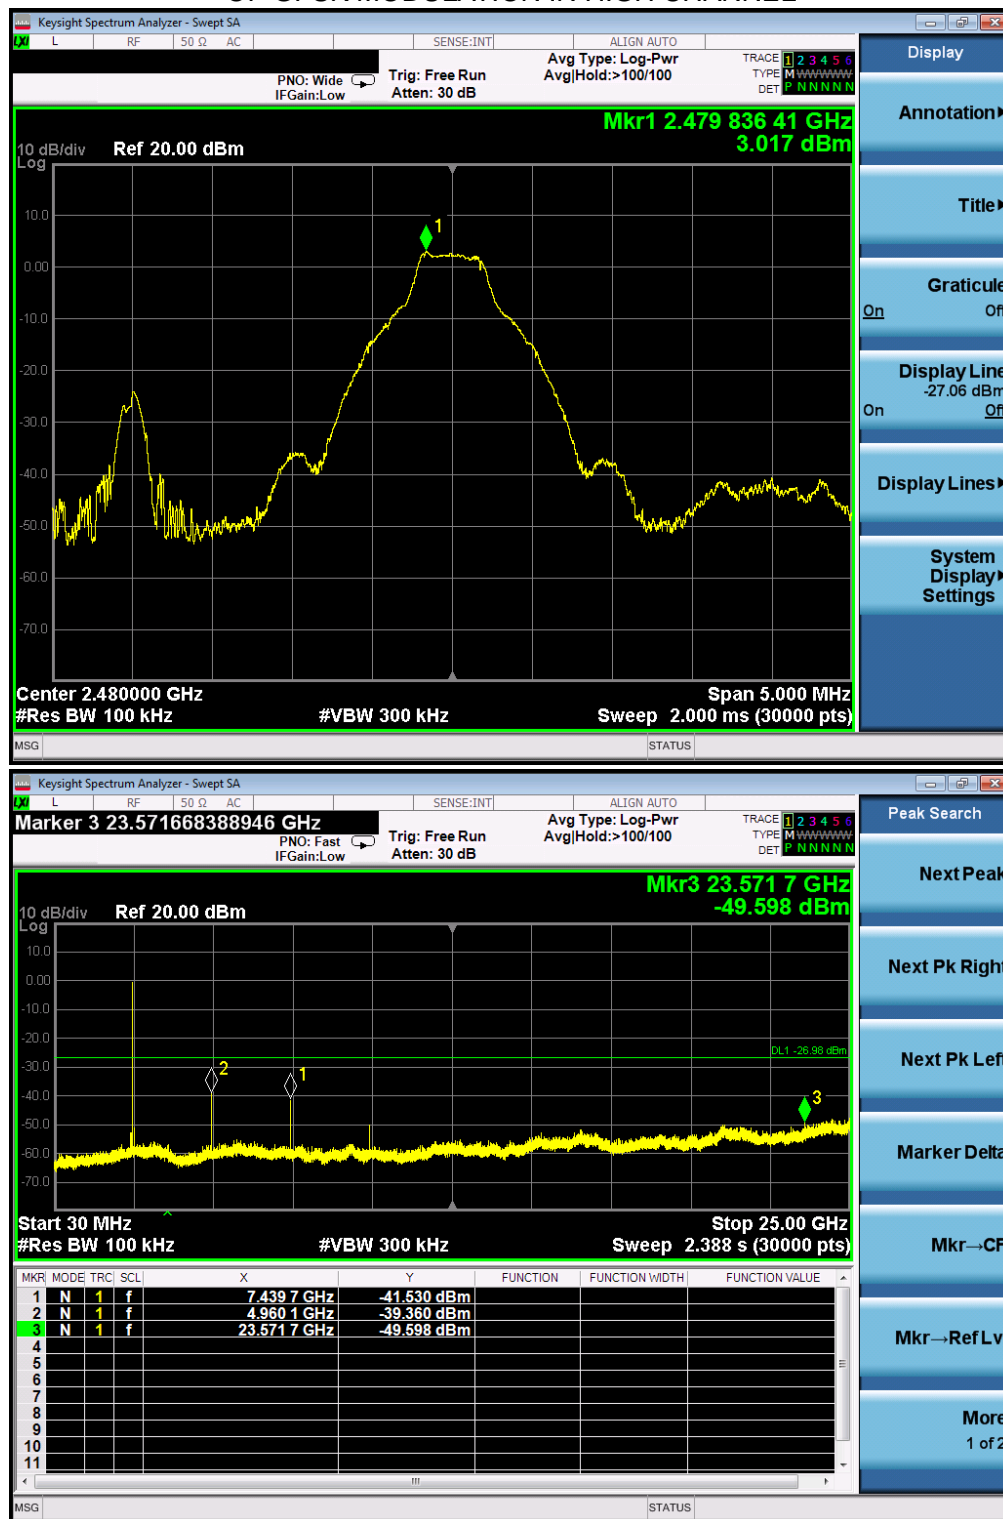 Keysight Spectrum Analyzer - Swept SA
LXI L RF 50 Ω AC SENSE:INT ALIGN AUTO
PNO: Wide
IFGain:Low
Trig: Free Run
Atten: 30 dB
Avg Type: Log-Pwr
Avg|Hold:>100/100
TRACE 1 2 3 4 5 6
TYPE M WWWWW
DET P N N N N N
Mkr1 2.479 836 41 GHz
3.017 dBm
10 dB/div Ref 20.00 dBm
Log
1
10.0
0.00
-10.0
-20.0
-30.0
-40.0
-50.0
-60.0
-70.0
Center 2.480000 GHz Span 5.000 MHz
#Res BW 100 kHz #VBW 300 kHz Sweep 2.000 ms (30000 pts)
MSG STATUS
Display
Annotation
Title
Graticule
On Off
Display Line
-27.06 dBm
On Off
Display Lines
System
Display
Settings
Keysight Spectrum Analyzer - Swept SA
LXI L RF 50 Ω AC SENSE:INT ALIGN AUTO
Marker 3 23.571668388946 GHz
PNO: Fast
IFGain:Low
Trig: Free Run
Atten: 30 dB
Avg Type: Log-Pwr
Avg|Hold:>100/100
TRACE 1 2 3 4 5 6
TYPE M WWWWW
DET P N N N N N
Mkr3 23.571 7 GHz
-49.598 dBm
10 dB/div Ref 20.00 dBm
Log
10.0
0.00
-10.0
-20.0
DL1 -26.98 dBm
-30.0
2
1
-40.0
3
-50.0
-60.0
-70.0
Start 30 MHz Stop 25.00 GHz
#Res BW 100 kHz #VBW 300 kHz Sweep 2.388 s (30000 pts)
MKR MODE TRC SCL X Y FUNCTION FUNCTION WIDTH FUNCTION VALUE
1 N 1 f 7.439 7 GHz -41.530 dBm
2 N 1 f 4.960 1 GHz -39.360 dBm
3 N 1 f 23.571 7 GHz -49.598 dBm
4
5
6
7
8
9
10
11
MSG STATUS
Peak Search
Next Peak
Next Pk Right
Next Pk Left
Marker Delta
Mkr→CF
Mkr→Ref Lv
More
1 of 2